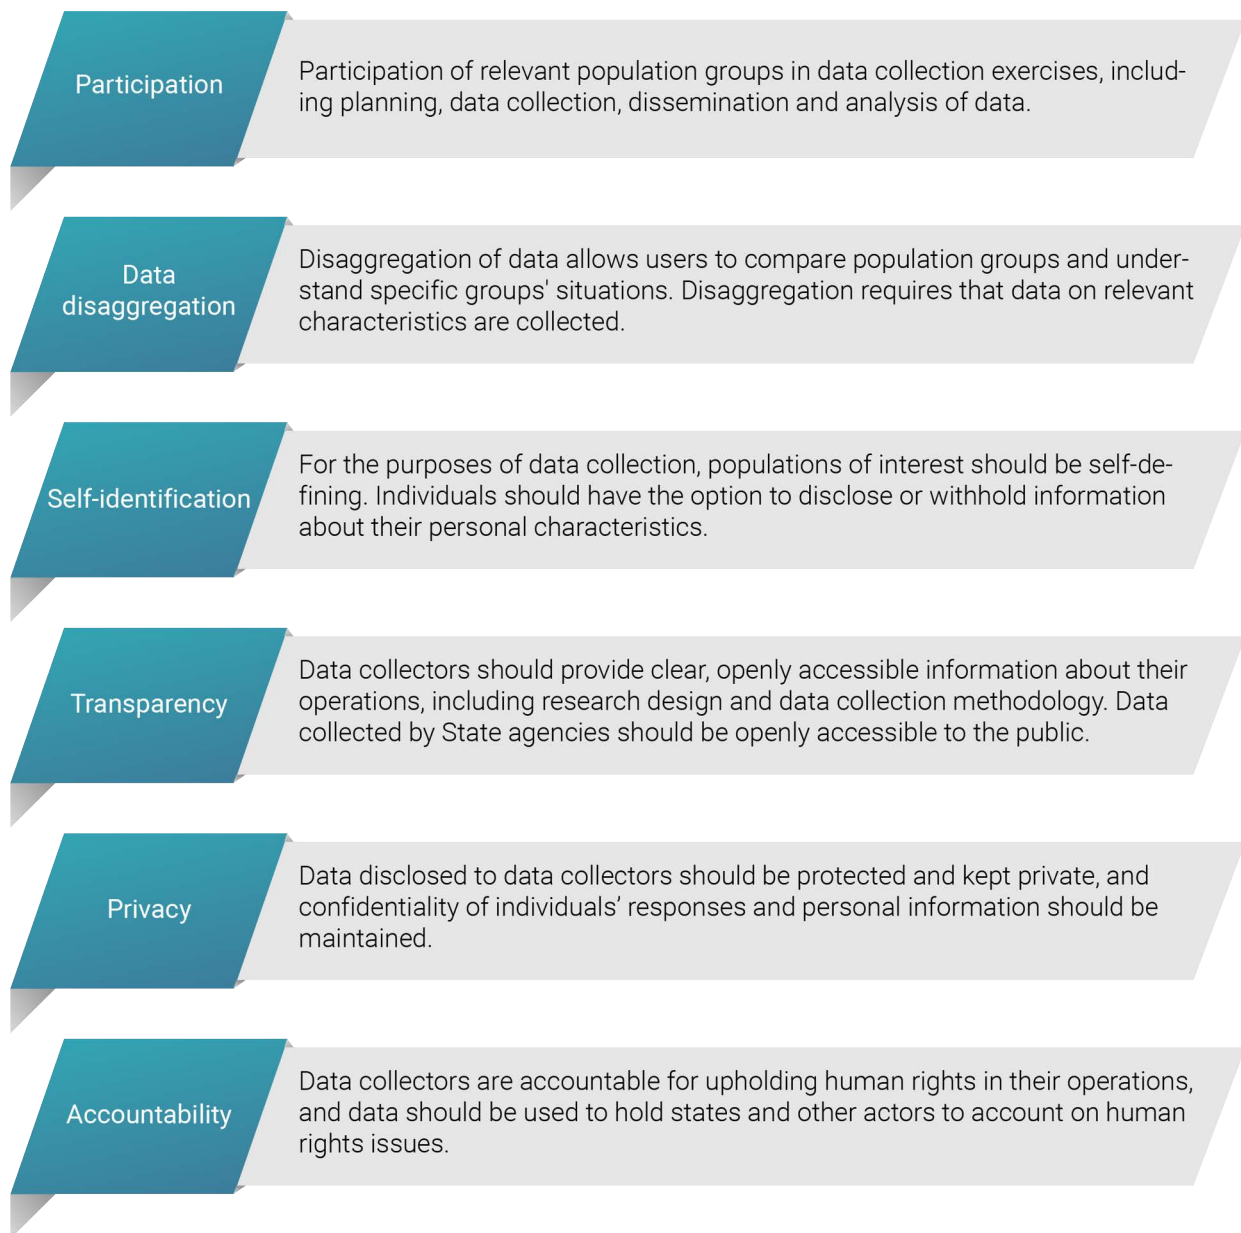 Participation
Participation of relevant population groups in data collection exercises, includ-
ing planning, data collection, dissemination and analysis of data.
Data
disaggregation
Disaggregation of data allows users to compare population groups and under-
stand specific groups' situations. Disaggregation requires that data on relevant
characteristics are collected.
Self-identification
For the purposes of data collection, populations of interest should be self-de-
fining. Individuals should have the option to disclose or withhold information
about their personal characteristics.
Transparency
Data collectors should provide clear, openly accessible information about their
operations, including research design and data collection methodology. Data
collected by State agencies should be openly accessible to the public.
Privacy
Data disclosed to data collectors should be protected and kept private, and
confidentiality of individuals’ responses and personal information should be
maintained.
Accountability
Data collectors are accountable for upholding human rights in their operations,
and data should be used to hold states and other actors to account on human
rights issues.